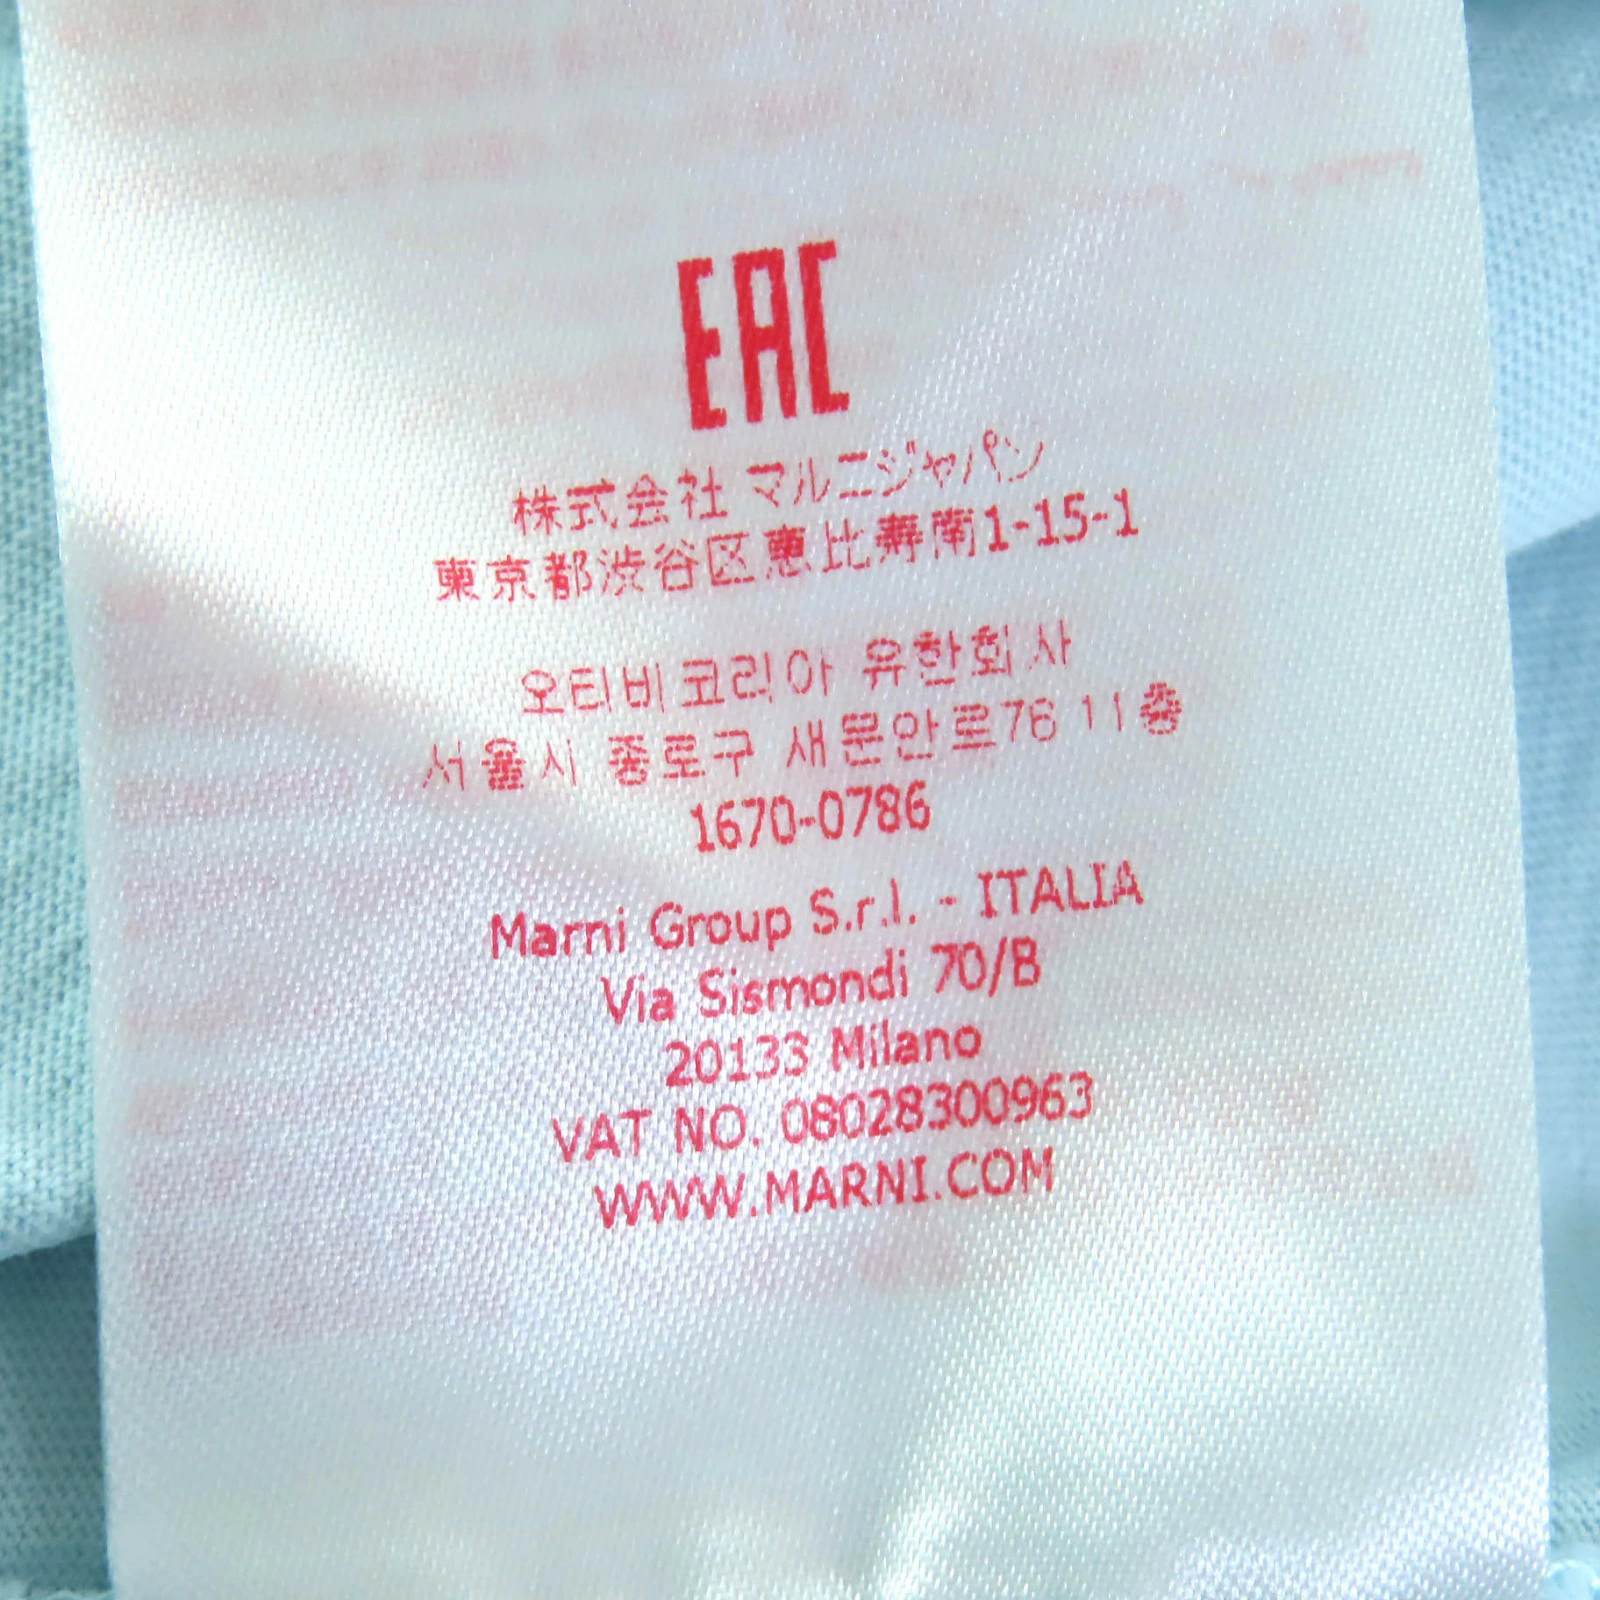 EAC
株式会社 マルニジャパン
東京都渋谷区恵比寿南1-15-1
오티비코리아 유한회사
서울시 종로구 새문안로76 11층
1670-0786
Marni Group S.r.l. - ITALIA
Via Sismondi 70/B
20133 Milano
VAT NO. 08028300963
WWW.MARNI.COM